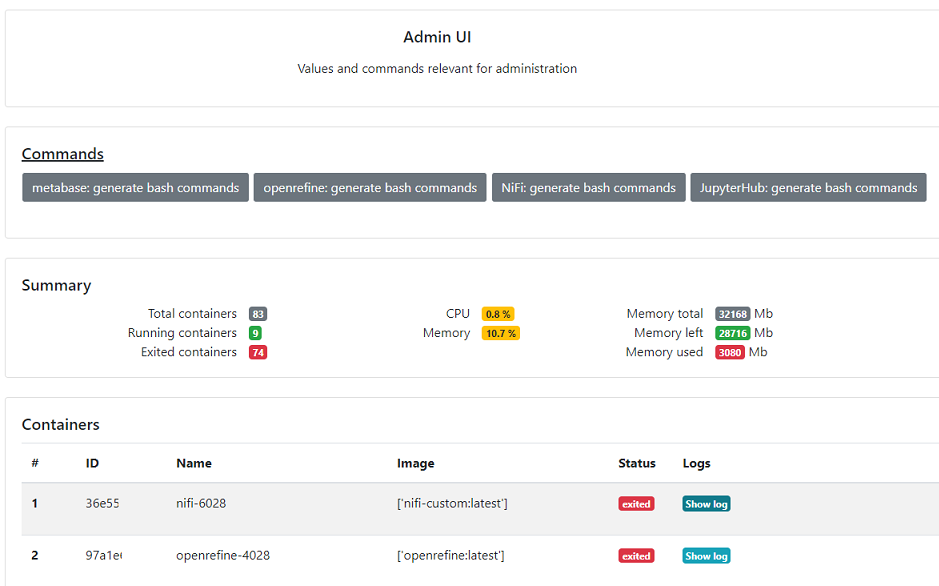 Admin UI
Values and commands relevant for administration
Commands
metabase: generate bash commands openrefine: generate bash commands NiFi: generate bash commands JupyterHub: generate bash commands
Summary
Total containers 83 CPU 0.8 % Memory total 32168 Mb
Running containers 9 Memory 10.7 % Memory left 28716 Mb
Exited containers 74 Memory used 3080 Mb
Containers
# ID Name Image Status Logs
1 36e55 nifi-6028 ['nifi-custom:latest'] exited Show log
2 97a1e openrefine-4028 ['openrefine:latest'] exited Show log